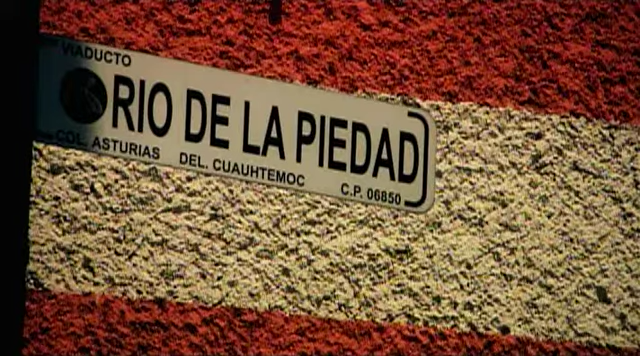 VIADUCTO
RIO DE LA PIEDAD
COL. ASTURIAS DEL. CUAUHTEMOC C.P. 06850